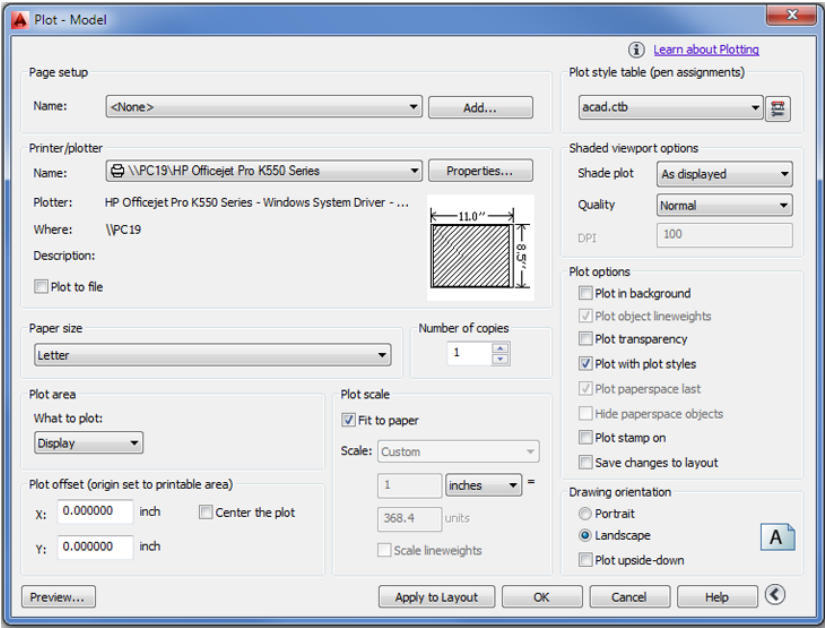 Plot - Model
Learn about Plotting
Page setup
Name: <None> Add...
Plot style table (pen assignments)
acad.ctb
Printer/plotter
Name: \\PC19\HP Officejet Pro K550 Series Properties...
Plotter: HP Officejet Pro K550 Series - Windows System Driver - ...
Where: \\PC19
Description:
Plot to file
11.0''
8.5''
Shaded viewport options
Shade plot As displayed
Quality Normal
DPI 100
Paper size
Letter
Number of copies
1
Plot options
Plot in background
Plot object lineweights
Plot transparency
Plot with plot styles
Plot paperspace last
Hide paperspace objects
Plot stamp on
Save changes to layout
Plot area
What to plot:
Display
Plot scale
Fit to paper
Scale: Custom
1 inches =
368.4 units
Scale lineweights
Plot offset (origin set to printable area)
X: 0.000000 inch Center the plot
Y: 0.000000 inch
Drawing orientation
Portrait
Landscape
Plot upside-down
A
Preview... Apply to Layout OK Cancel Help